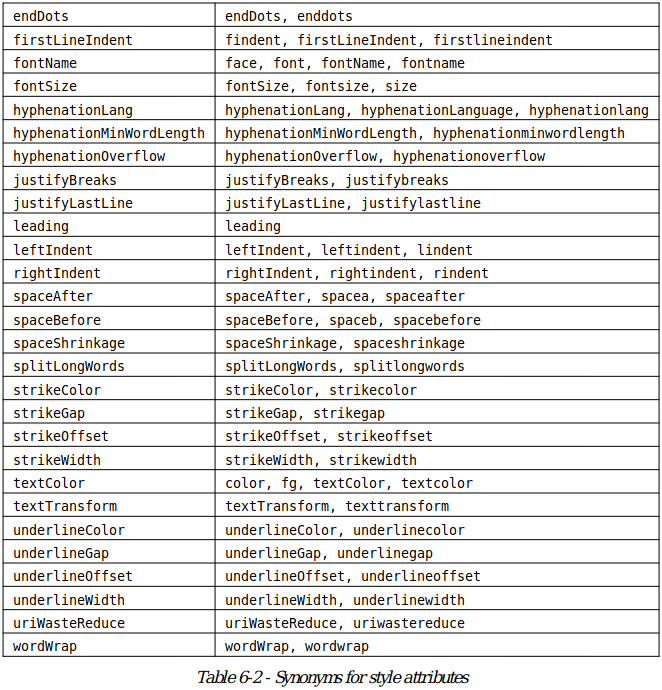 endDots endDots, enddots
firstLineIndent findent, firstLineIndent, firstlineindent
fontName face, font, fontName, fontname
fontSize fontSize, fontsize, size
hyphenationLang hyphenationLang, hyphenationLanguage, hyphenationlang
hyphenationMinWordLength hyphenationMinWordLength, hyphenationminwordlength
hyphenationOverflow hyphenationOverflow, hyphenationoverflow
justifyBreaks justifyBreaks, justifybreaks
justifyLastLine justifyLastLine, justifylastline
leading leading
leftIndent leftIndent, leftindent, lindent
rightIndent rightIndent, rightindent, rindent
spaceAfter spaceAfter, spacea, spaceafter
spaceBefore spaceBefore, spaceb, spacebefore
spaceShrinkage spaceShrinkage, spaceshrinkage
splitLongWords splitLongWords, splitlongwords
strikeColor strikeColor, strikecolor
strikeGap strikeGap, strikegap
strikeOffset strikeOffset, strikeoffset
strikeWidth strikeWidth, strikewidth
textColor color, fg, textColor, textcolor
textTransform textTransform, texttransform
underlineColor underlineColor, underlinecolor
underlineGap underlineGap, underlinegap
underlineOffset underlineOffset, underlineoffset
underlineWidth underlineWidth, underlinewidth
uriWasteReduce uriWasteReduce, uriwastereduce
wordWrap wordWrap, wordwrap
Table 6-2 - Synonyms for style attributes